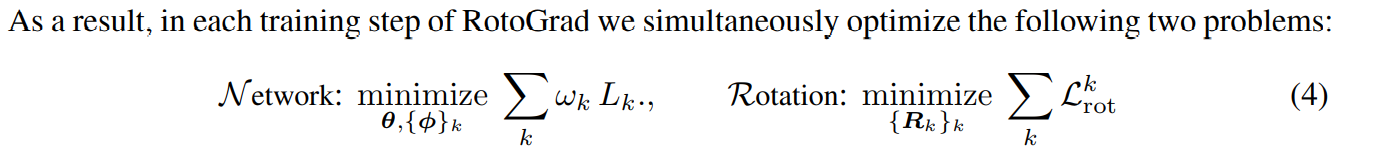 As a result, in each training step of RotoGrad we simultaneously optimize the following two problems:
Network: minimize_{θ,{ϕ}_k} ∑_k ω_k L_k., Rotation: minimize_{{R_k}_k} ∑_k ℒ^k_rot (4)